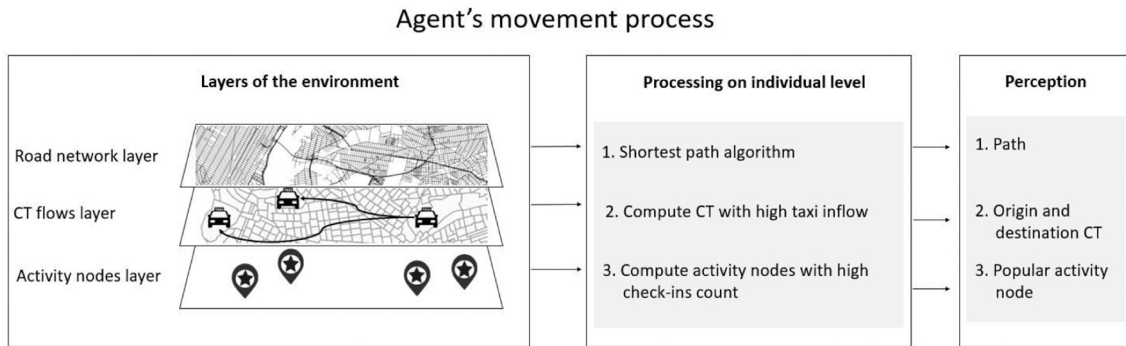 Agent's movement process
Layers of the environment
Road network layer
CT flows layer
Activity nodes layer
Processing on individual level
1. Shortest path algorithm
2. Compute CT with high taxi inflow
3. Compute activity nodes with high
check-ins count
Perception
1. Path
2. Origin and
destination CT
3. Popular activity
node